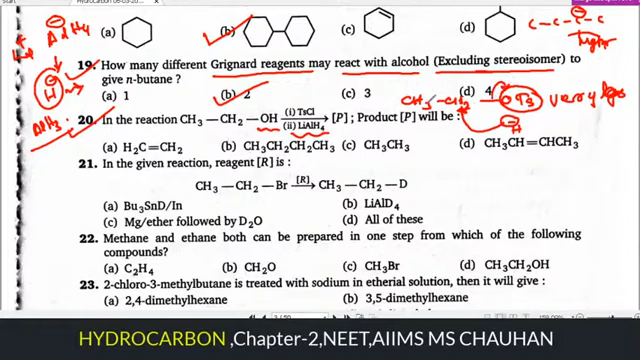 (a) (b) (c) (d)
19. How many different Grignard reagents may react with alcohol (Excluding stereoisomer) to
give n-butane?
(a) 1 (b) 2 (c) 3 (d) 4
CH3-CH2 OTs very less
20. In the reaction CH₃ — CH₂ — OH (i) TsCl (ii) LiAlH₄ → [P] ; Product [P] will be :
(a) H₂C=CH₂ (b) CH₃CH₂CH₂CH₃ (c) CH₃CH₃ (d) CH₃CH=CHCH₃
21. In the given reaction, reagent [R] is :
CH₃ — CH₂ — Br [R] → CH₃ — CH₂ — D
(a) Bu₃SnD/In (b) LiAlD₄
(c) Mg/ether followed by D₂O (d) All of these
22. Methane and ethane both can be prepared in one step from which of the following
compounds?
(a) C₂H₄ (b) CH₂O (c) CH₃Br (d) CH₃CH₂OH
23. 2-chloro-3-methylbutane is treated with sodium in etherial solution, then it will give :
(a) 2,4-dimethylhexane (b) 3,5-dimethylhexane
HYDROCARBON ,Chapter-2,NEET,AIIMS MS CHAUHAN